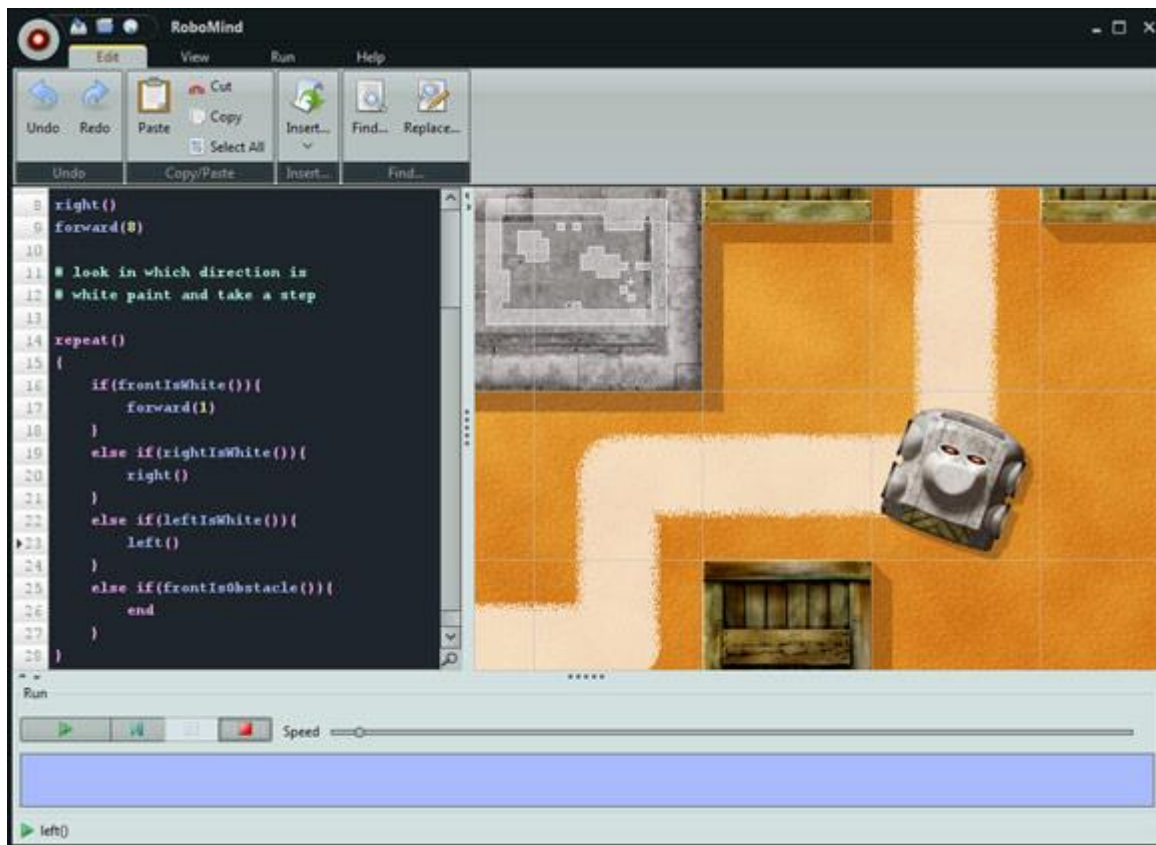 RoboMind
Edit View Run Help
Undo Redo Paste Cut Copy Select All Insert... Find... Replace...
Undo Copy/Paste Insert... Find...
8 right()
9 forward(8)
10
11 # look in which direction is
12 # white paint and take a step
13
14 repeat()
15 {
16 if(frontIsWhite()){
17 forward(1)
18 }
19 else if(rightIsWhite()){
20 right()
21 }
22 else if(leftIsWhite()){
23 left()
24 }
25 else if(frontIsObstacle()){
26 end
27 }
28 }
Run
Speed
left()